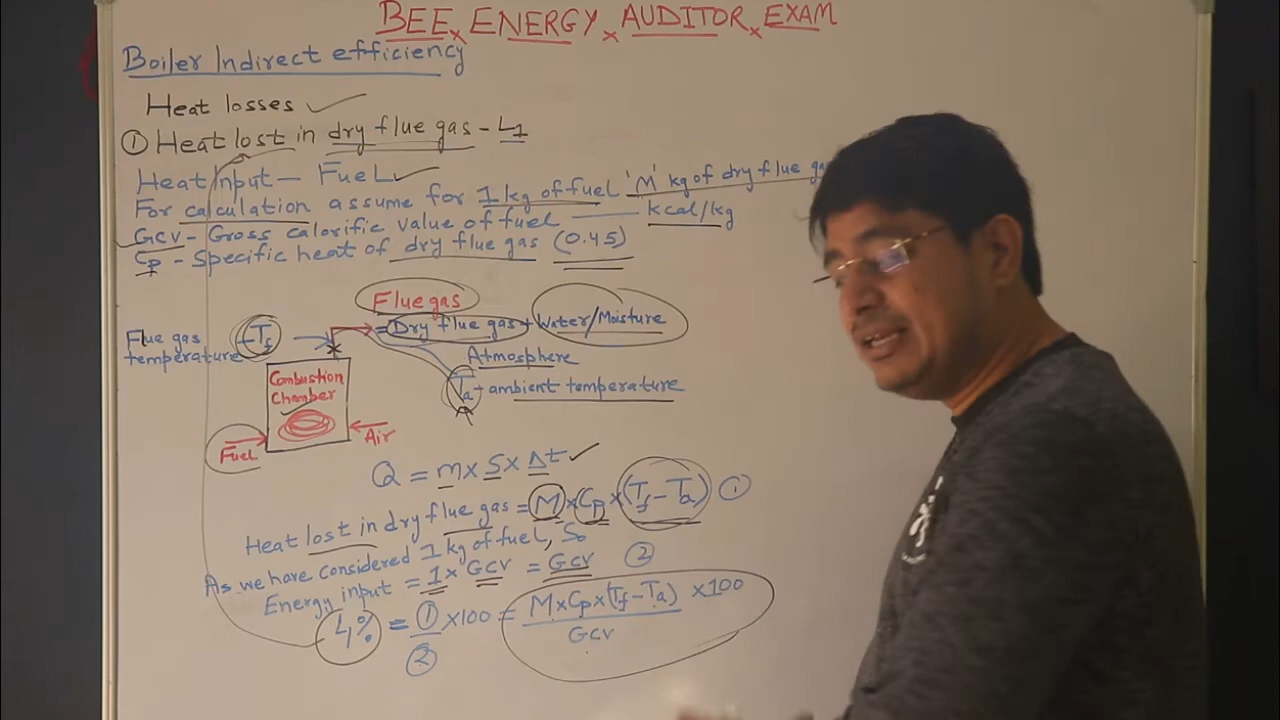 BEE x ENERGY x AUDITOR x EXAM
Boiler Indirect efficiency
Heat losses ✓
① Heat lost in dry flue gas - L1
Heat Input - Fuel ✓
For calculation assume for 1 kg of fuel 'M' kg of dry flue
GCV - Gross calorific value of fuel —— kcal/kg
Cp - Specific heat of dry flue gas (0.45)
Flue gas
= Dry flue gas + Water/Moisture
Flue gas temperature - Tf
Atmosphere
Ta - ambient temperature
Combustion
Chamber
Fuel
Air
Q = m x S x Δt ✓
Heat lost in dry flue gas = M x Cp x (Tf - Ta) ①
As we have considered 1 kg of fuel, So
Energy input = 1 x GCV = GCV ②
L1% = ①/② x 100 = M x Cp x (Tf - Ta)/GCV x 100